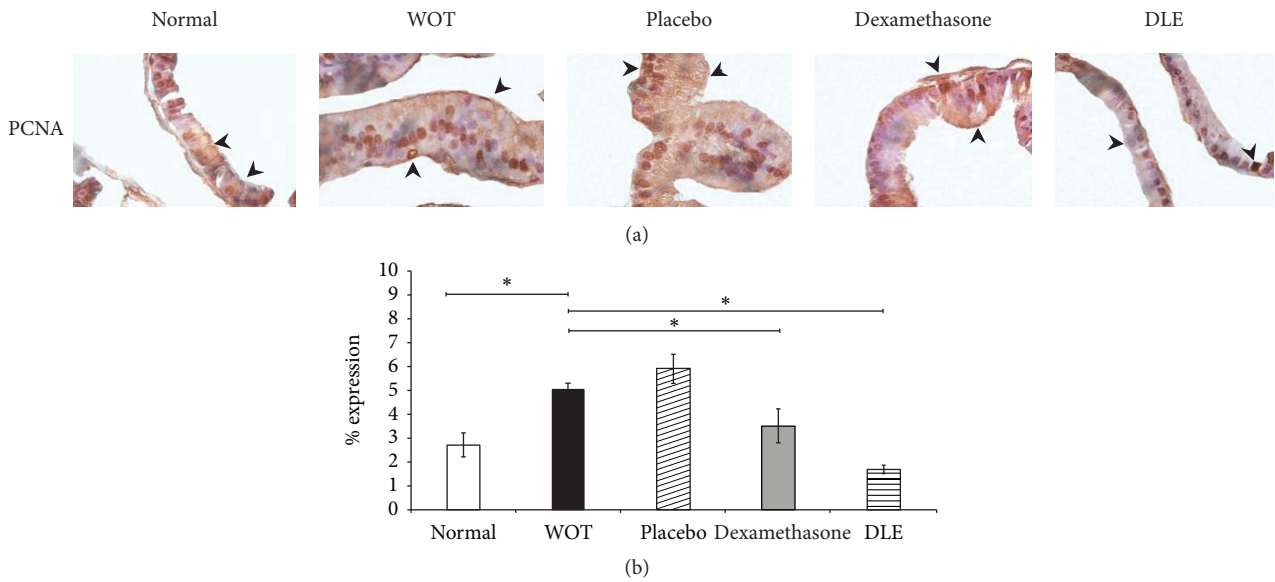 Normal WOT Placebo Dexamethasone DLE
PCNA
(a)
10
9
8
7
6
5
4
3
2
1
0
% expression
*
*
*
Normal WOT Placebo Dexamethasone DLE
(b)